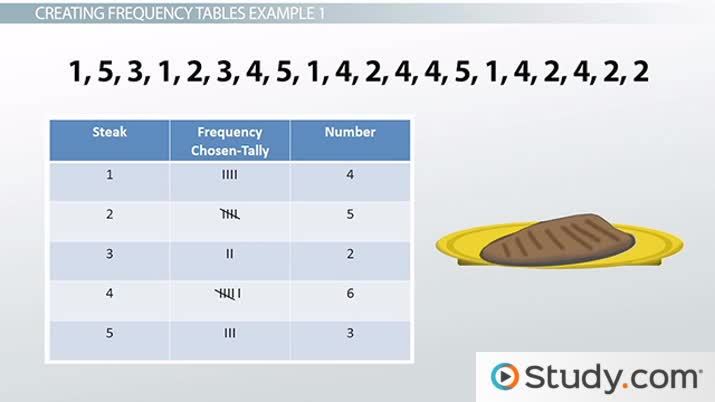 CREATING FREQUENCY TABLES EXAMPLE 1
1, 5, 3, 1, 2, 3, 4, 5, 1, 4, 2, 4, 4, 5, 1, 4, 2, 4, 2, 2
Steak Frequency Number
Chosen-Tally
1 IIII 4
2 IIII 5
3 II 2
4 IIII I 6
5 III 3
Study.com